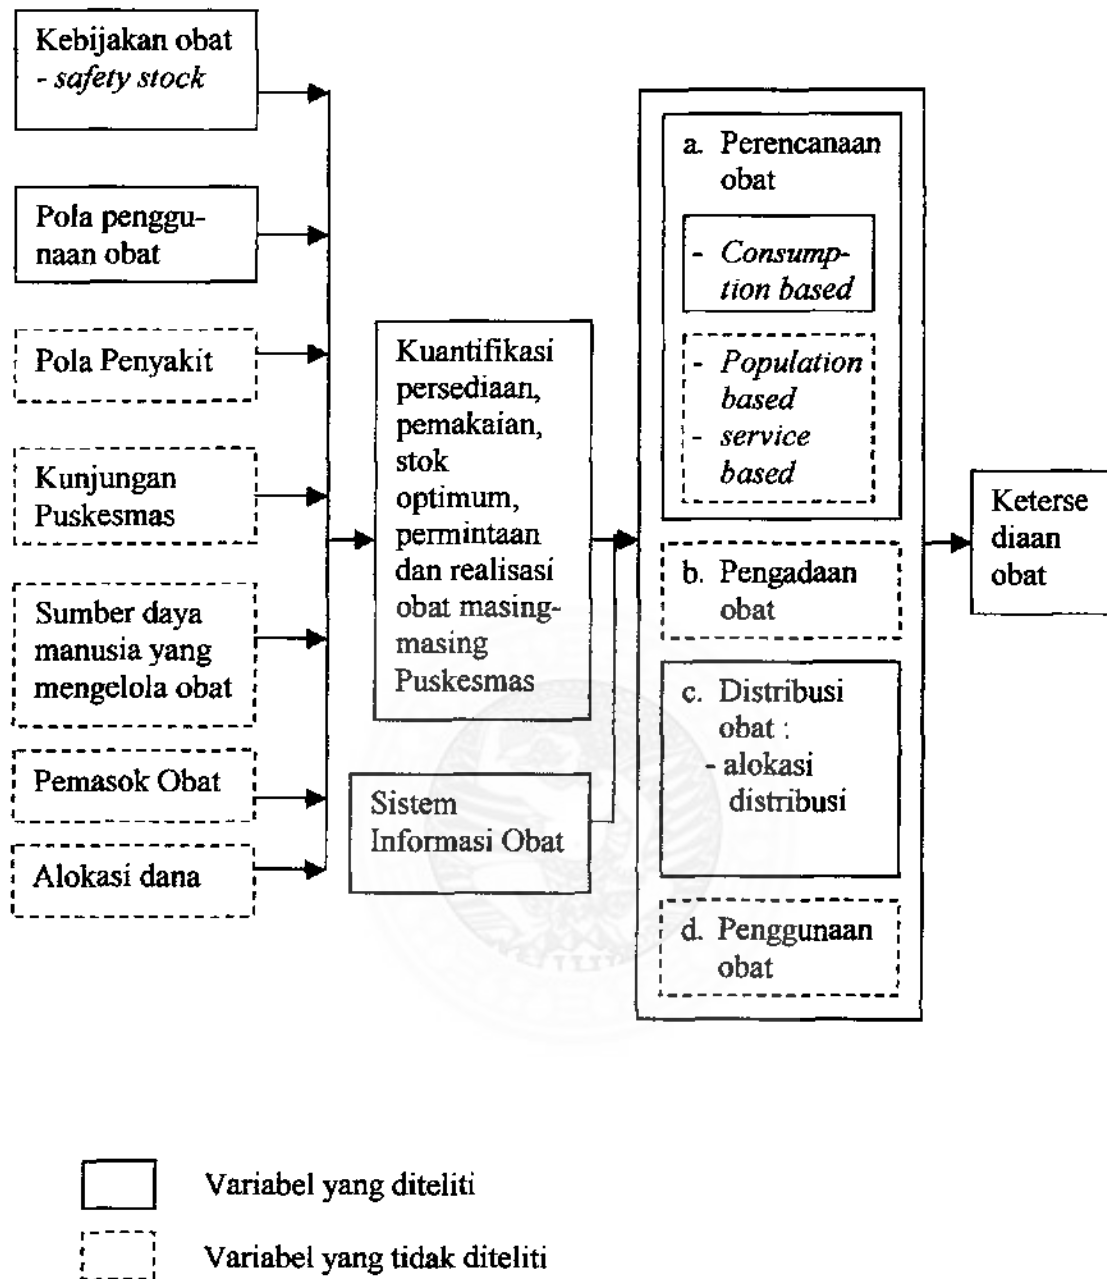 Kebijakan obat
- safety stock
Pola penggu-
naan obat
Pola Penyakit
Kunjungan
Puskesmas
Sumber daya
manusia yang
mengelola obat
Pemasok Obat
Alokasi dana
Kuantifikasi
persediaan,
pemakaian,
stok
optimum,
permintaan
dan realisasi
obat masing-
masing
Puskesmas
Sistem
Informasi Obat
a. Perencanaan
obat
- Consump-
tion based
- Population
based
- service
based
b. Pengadaan
obat
c. Distribusi
obat :
- alokasi
distribusi
d. Penggunaan
obat
Keterse
diaan
obat
Variabel yang diteliti
Variabel yang tidak diteliti